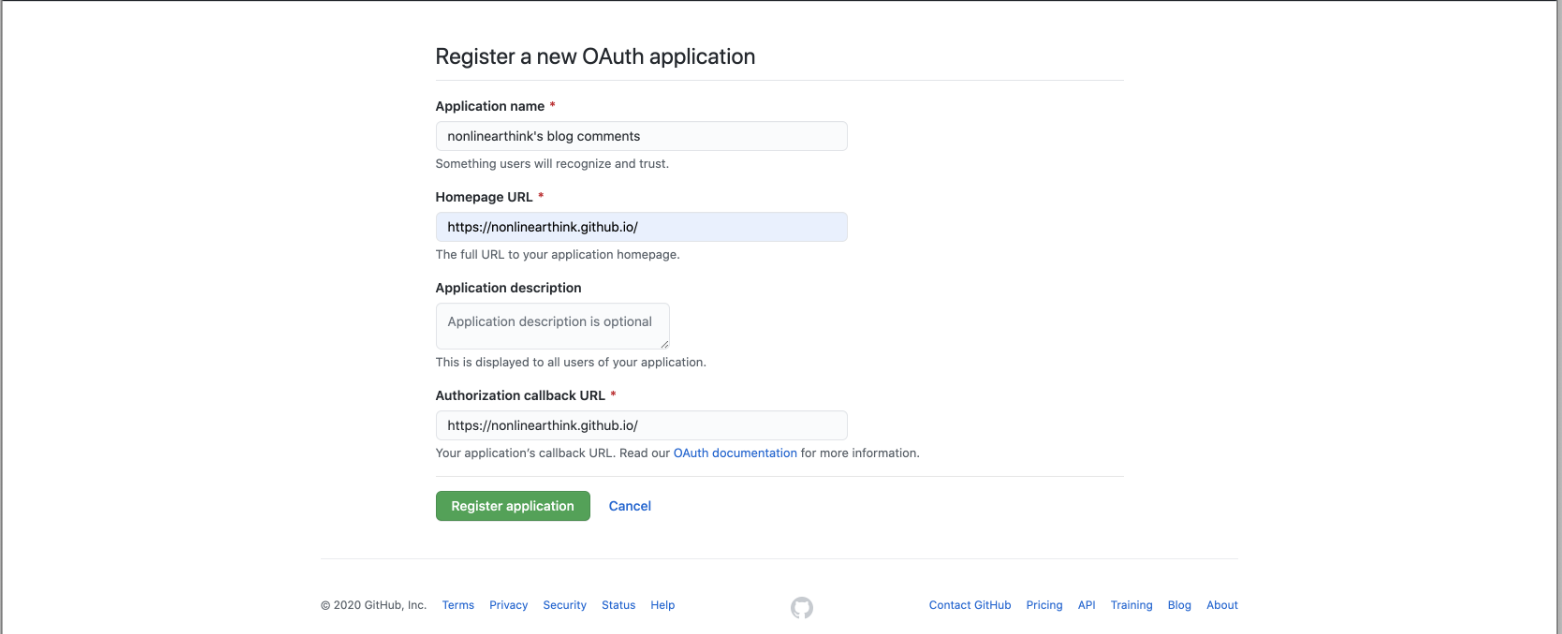 Register a new OAuth application
Application name *
nonlinearthink's blog comments
Something users will recognize and trust.
Homepage URL *
https://nonlinearthink.github.io/
The full URL to your application homepage.
Application description
Application description is optional
This is displayed to all users of your application.
Authorization callback URL *
https://nonlinearthink.github.io/
Your application's callback URL. Read our OAuth documentation for more information.
Register application Cancel
© 2020 GitHub, Inc. Terms Privacy Security Status Help Contact GitHub Pricing API Training Blog About